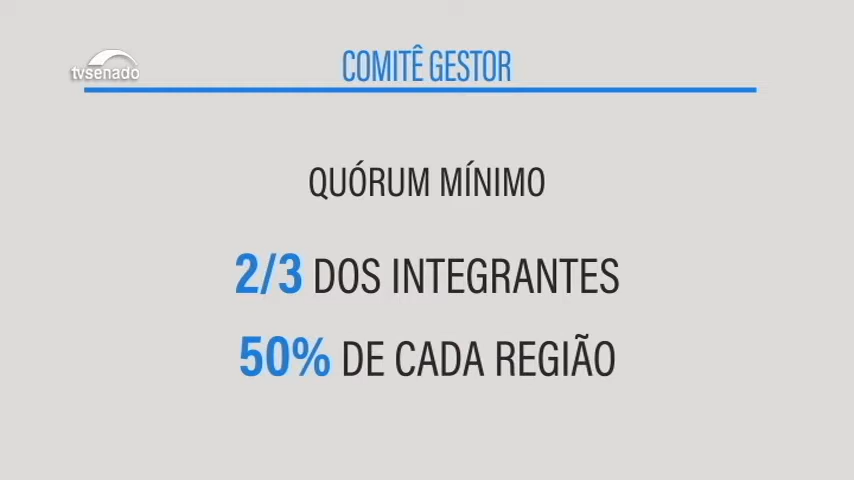 tvsenado
COMITÊ GESTOR
QUÓRUM MÍNIMO
2/3 DOS INTEGRANTES
50% DE CADA REGIÃO